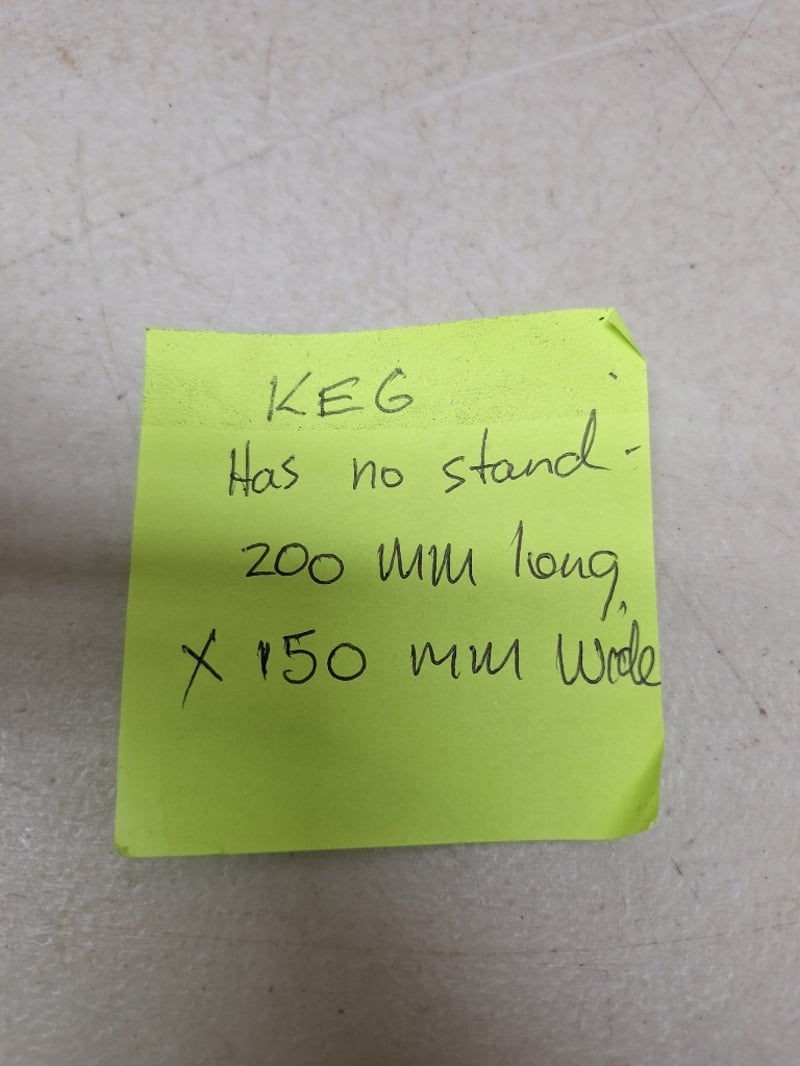 KEG
Has no stand -
200 mm long
x 150 mm wide